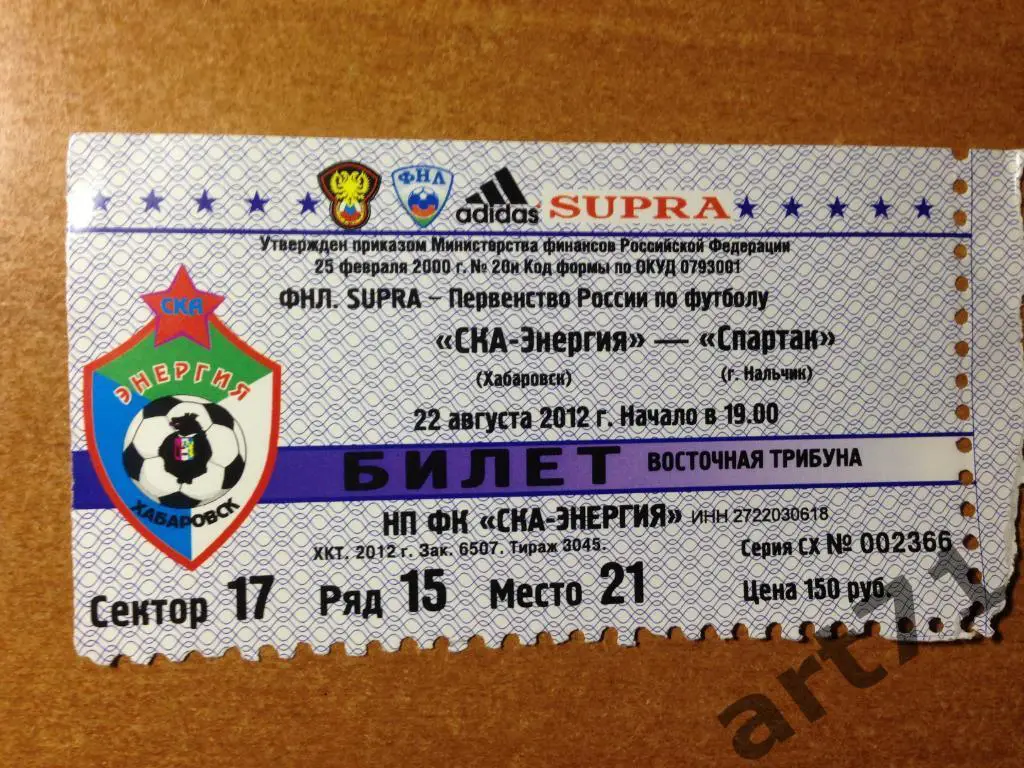 ФНЛ
adidas
SUPRA
Утвержден приказом Министерства финансов Российской Федерации
25 февраля 2000 г. № 20н Код формы по ОКУД 0793001
ФНЛ. SUPRA – Первенство России по футболу
СКА
ЭНЕРГИЯ
ХАБАРОВСК
«СКА-Энергия» — «Спартак»
(Хабаровск) (г. Нальчик)
22 августа 2012 г. Начало в 19.00
БИЛЕТ ВОСТОЧНАЯ ТРИБУНА
НП ФК «СКА-ЭНЕРГИЯ» ИНН 2722030618
ХКТ. 2012 г. Зак. 6507. Тираж 3045.
Серия СХ № 002366
Сектор 17 Ряд 15 Место 21 Цена 150 руб.
art71